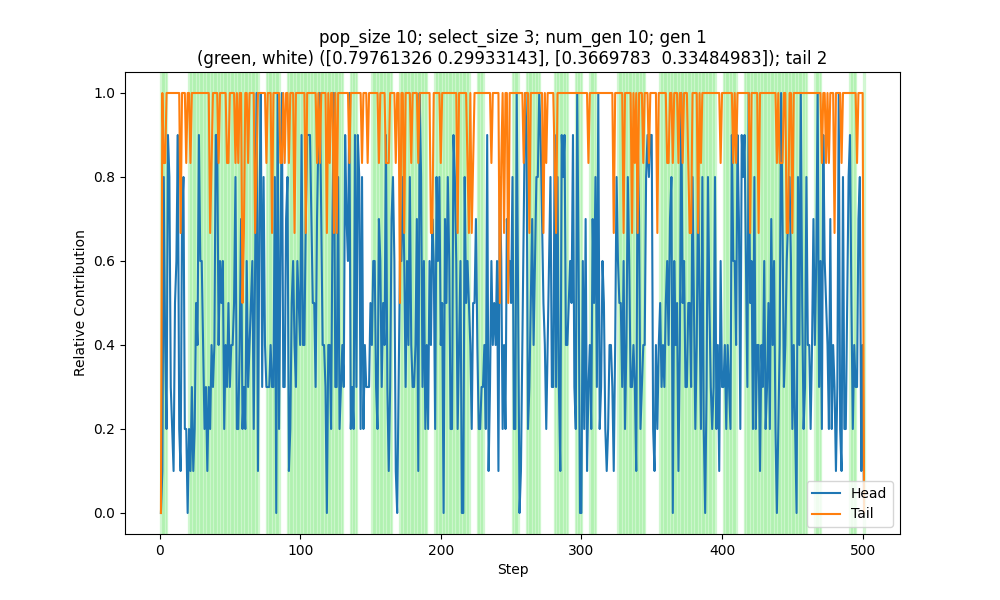 pop_size 10; select_size 3; num_gen 10; gen 1
(green, white) ([0.79761326 0.29933143], [0.3669783  0.33484983]); tail 2
Relative Contribution
1.0
0.8
0.6
0.4
0.2
0.0
Head
Tail
0
100
200
300
400
500
Step